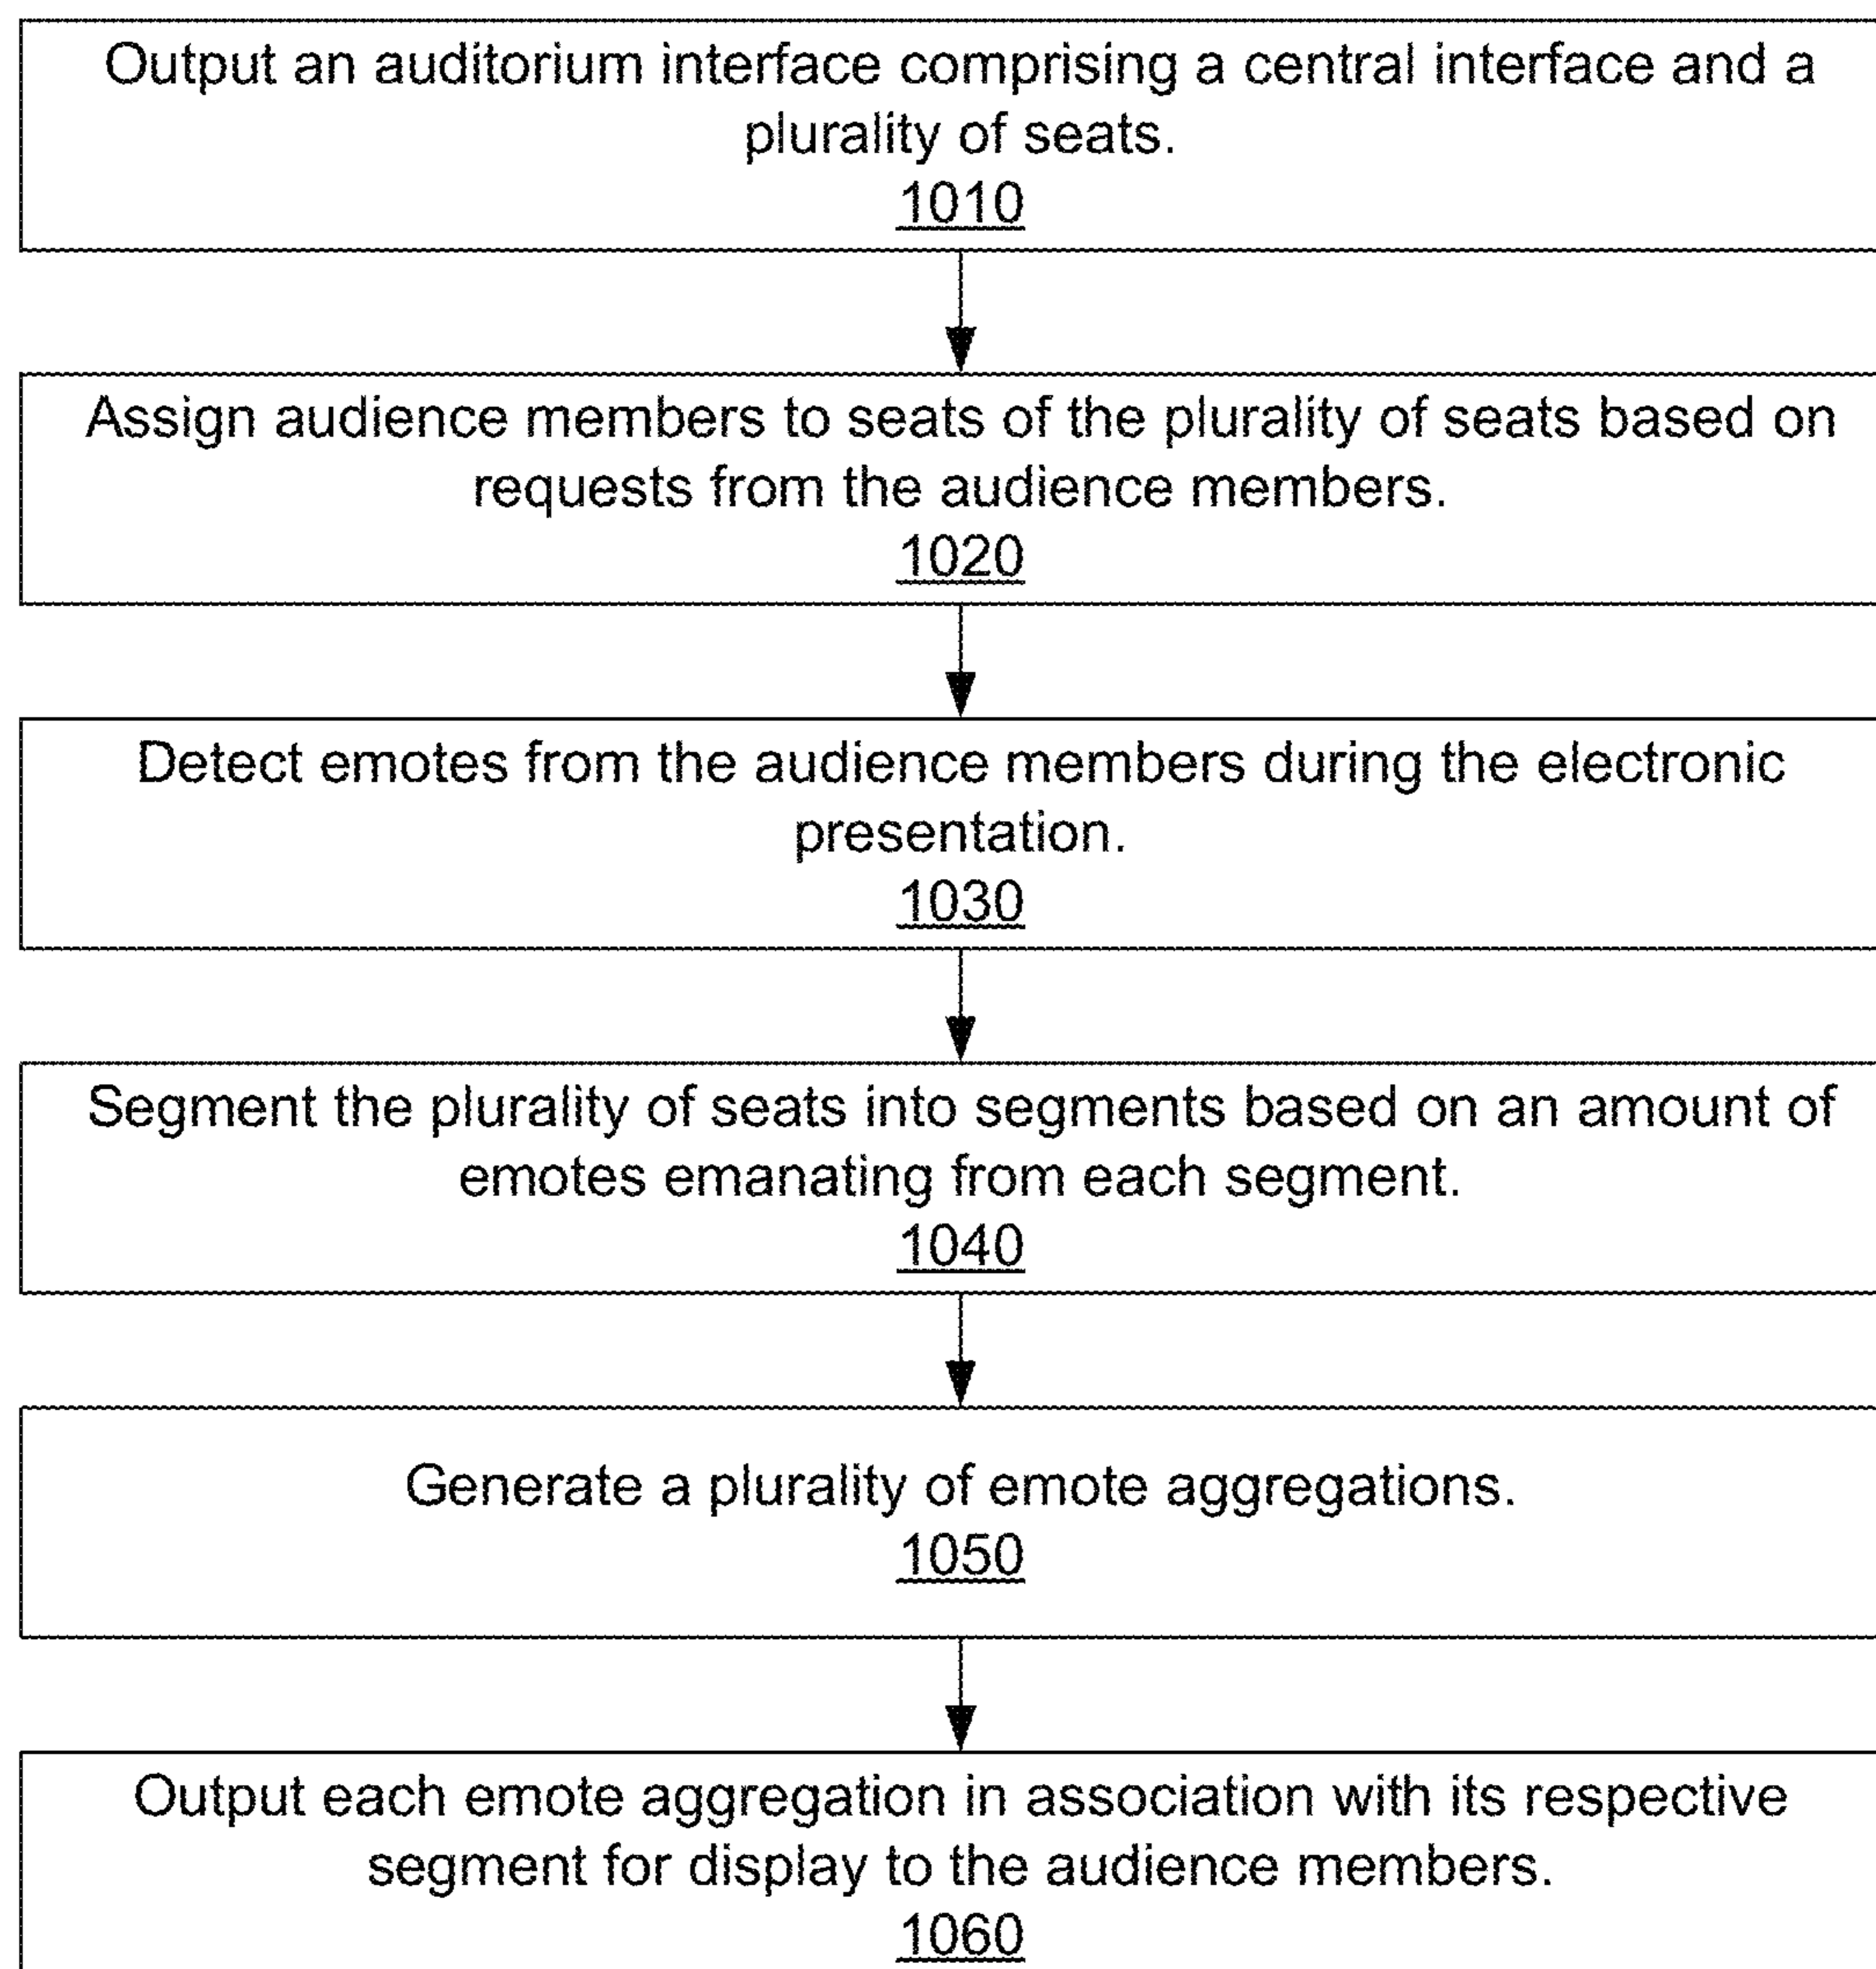 Output an auditorium interface comprising a central interface and a
plurality of seats.
1010
Assign audience members to seats of the plurality of seats based on
requests from the audience members.
1020
Detect emotes from the audience members during the electronic
presentation.
1030
Segment the plurality of seats into segments based on an amount of
emotes emanating from each segment.
1040
Generate a plurality of emote aggregations.
1050
Output each emote aggregation in association with its respective
segment for display to the audience members.
1060